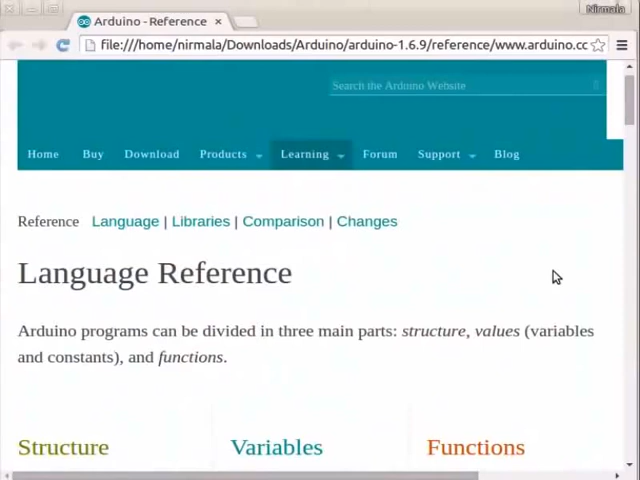 Nirmala
Arduino - Reference
file:///home/nirmala/Downloads/Arduino/arduino-1.6.9/reference/www.arduino.cc
Search the Arduino Website
Home Buy Download Products Learning Forum Support Blog
Reference Language | Libraries | Comparison | Changes
Language Reference
Arduino programs can be divided in three main parts: structure, values (variables
and constants), and functions.
Structure Variables Functions